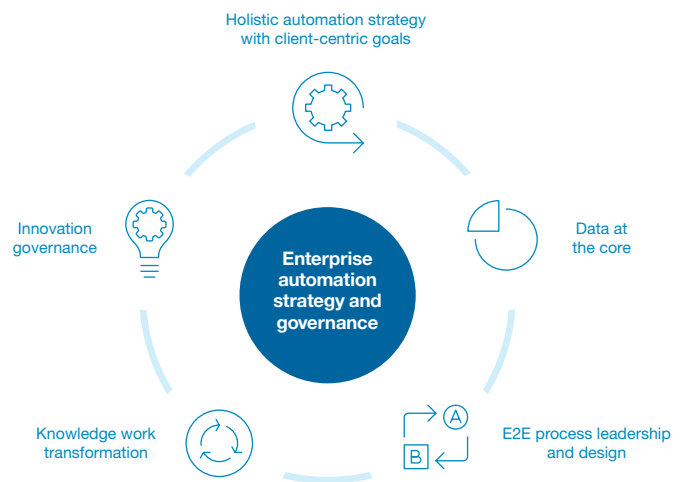 Holistic automation strategy
with client-centric goals
Innovation
governance
Enterprise
automation
strategy and
governance
Data at
the core
Knowledge work
transformation
A
B
E2E process leadership
and design